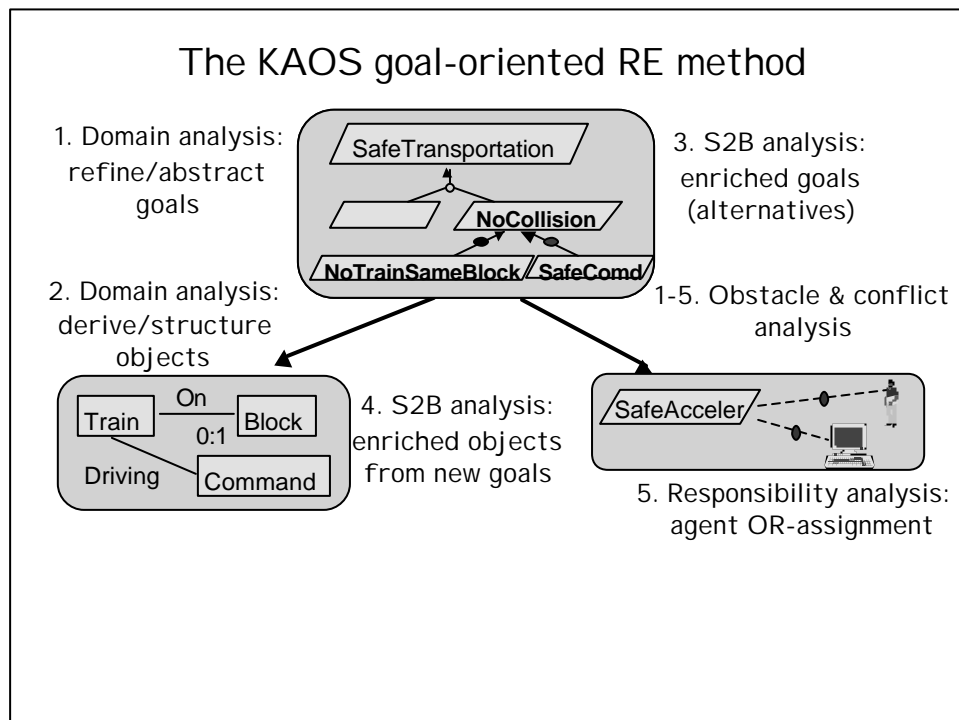 The KAOS goal-oriented RE method
1. Domain analysis:
refine/abstract
goals
SafeTransportation
NoCollision
NoTrainSameBlock
SafeComd
3. S2B analysis:
enriched goals
(alternatives)
2. Domain analysis:
derive/structure
objects
1-5. Obstacle & conflict
analysis
On
Train
Block
0:1
Driving
Command
4. S2B analysis:
enriched objects
from new goals
SafeAcceler
5. Responsibility analysis:
agent OR-assignment